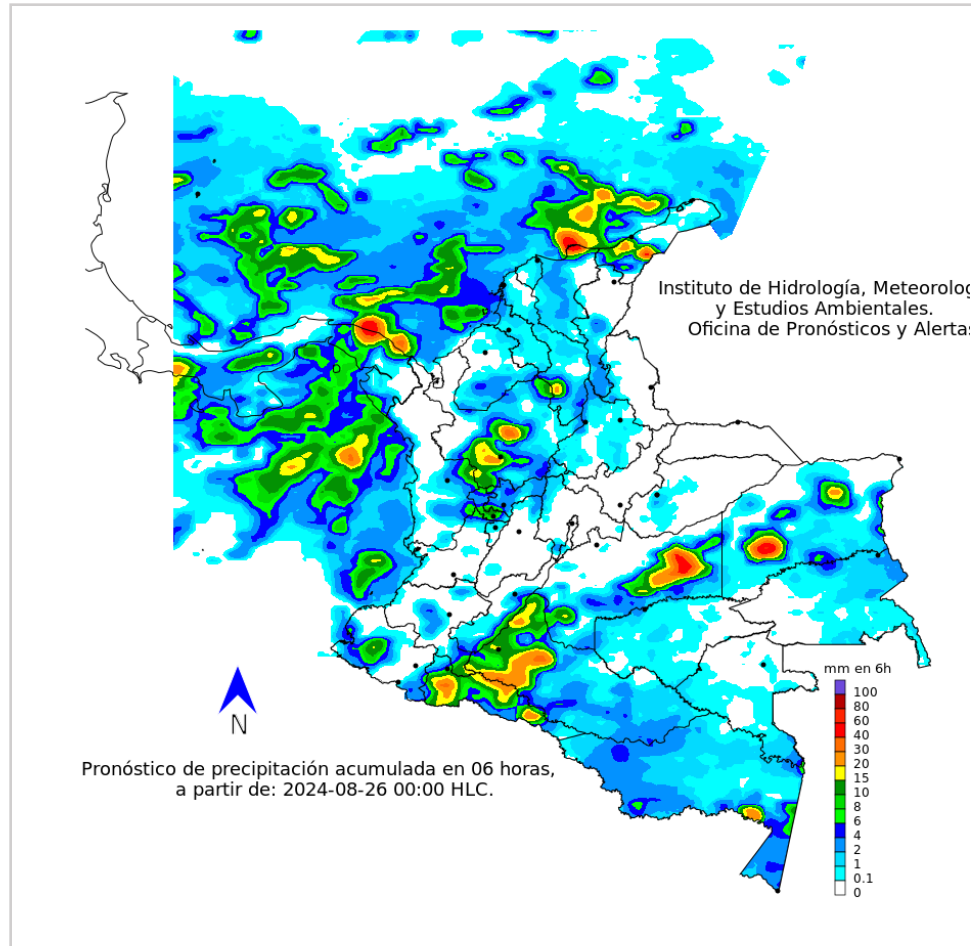 Instituto de Hidrología, Meteorolog
y Estudios Ambientales.
Oficina de Pronósticos y Alertas
mm en 6h
100
80
60
40
30
20
15
10
8
6
4
2
1
0.1
0
N
Pronóstico de precipitación acumulada en 06 horas,
a partir de: 2024-08-26 00:00 HLC.